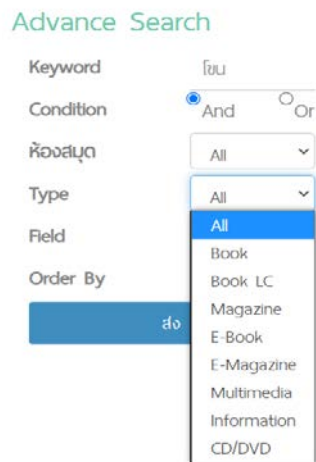 Advance Search
Keyword โขน
Condition And Or
ห้องสมุด All
Type All
All
Field
Book
Order By
Book LC
Magazine
ส่ง
E-Book
E-Magazine
Multimedia
Information
CD/DVD